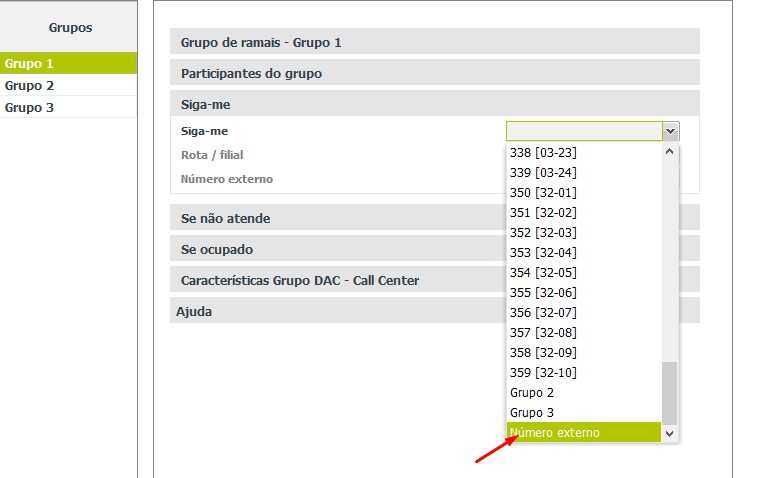 Grupos
Grupo 1
Grupo 2
Grupo 3
Grupo de ramais - Grupo 1
Participantes do grupo
Siga-me
Siga-me
Rota / filial
Número externo
338 [03-23]
339 [03-24]
350 [32-01]
351 [32-02]
352 [32-03]
353 [32-04]
354 [32-05]
355 [32-06]
356 [32-07]
357 [32-08]
358 [32-09]
359 [32-10]
Grupo 2
Grupo 3
Número externo
Se não atende
Se ocupado
Características Grupo DAC - Call Center
Ajuda